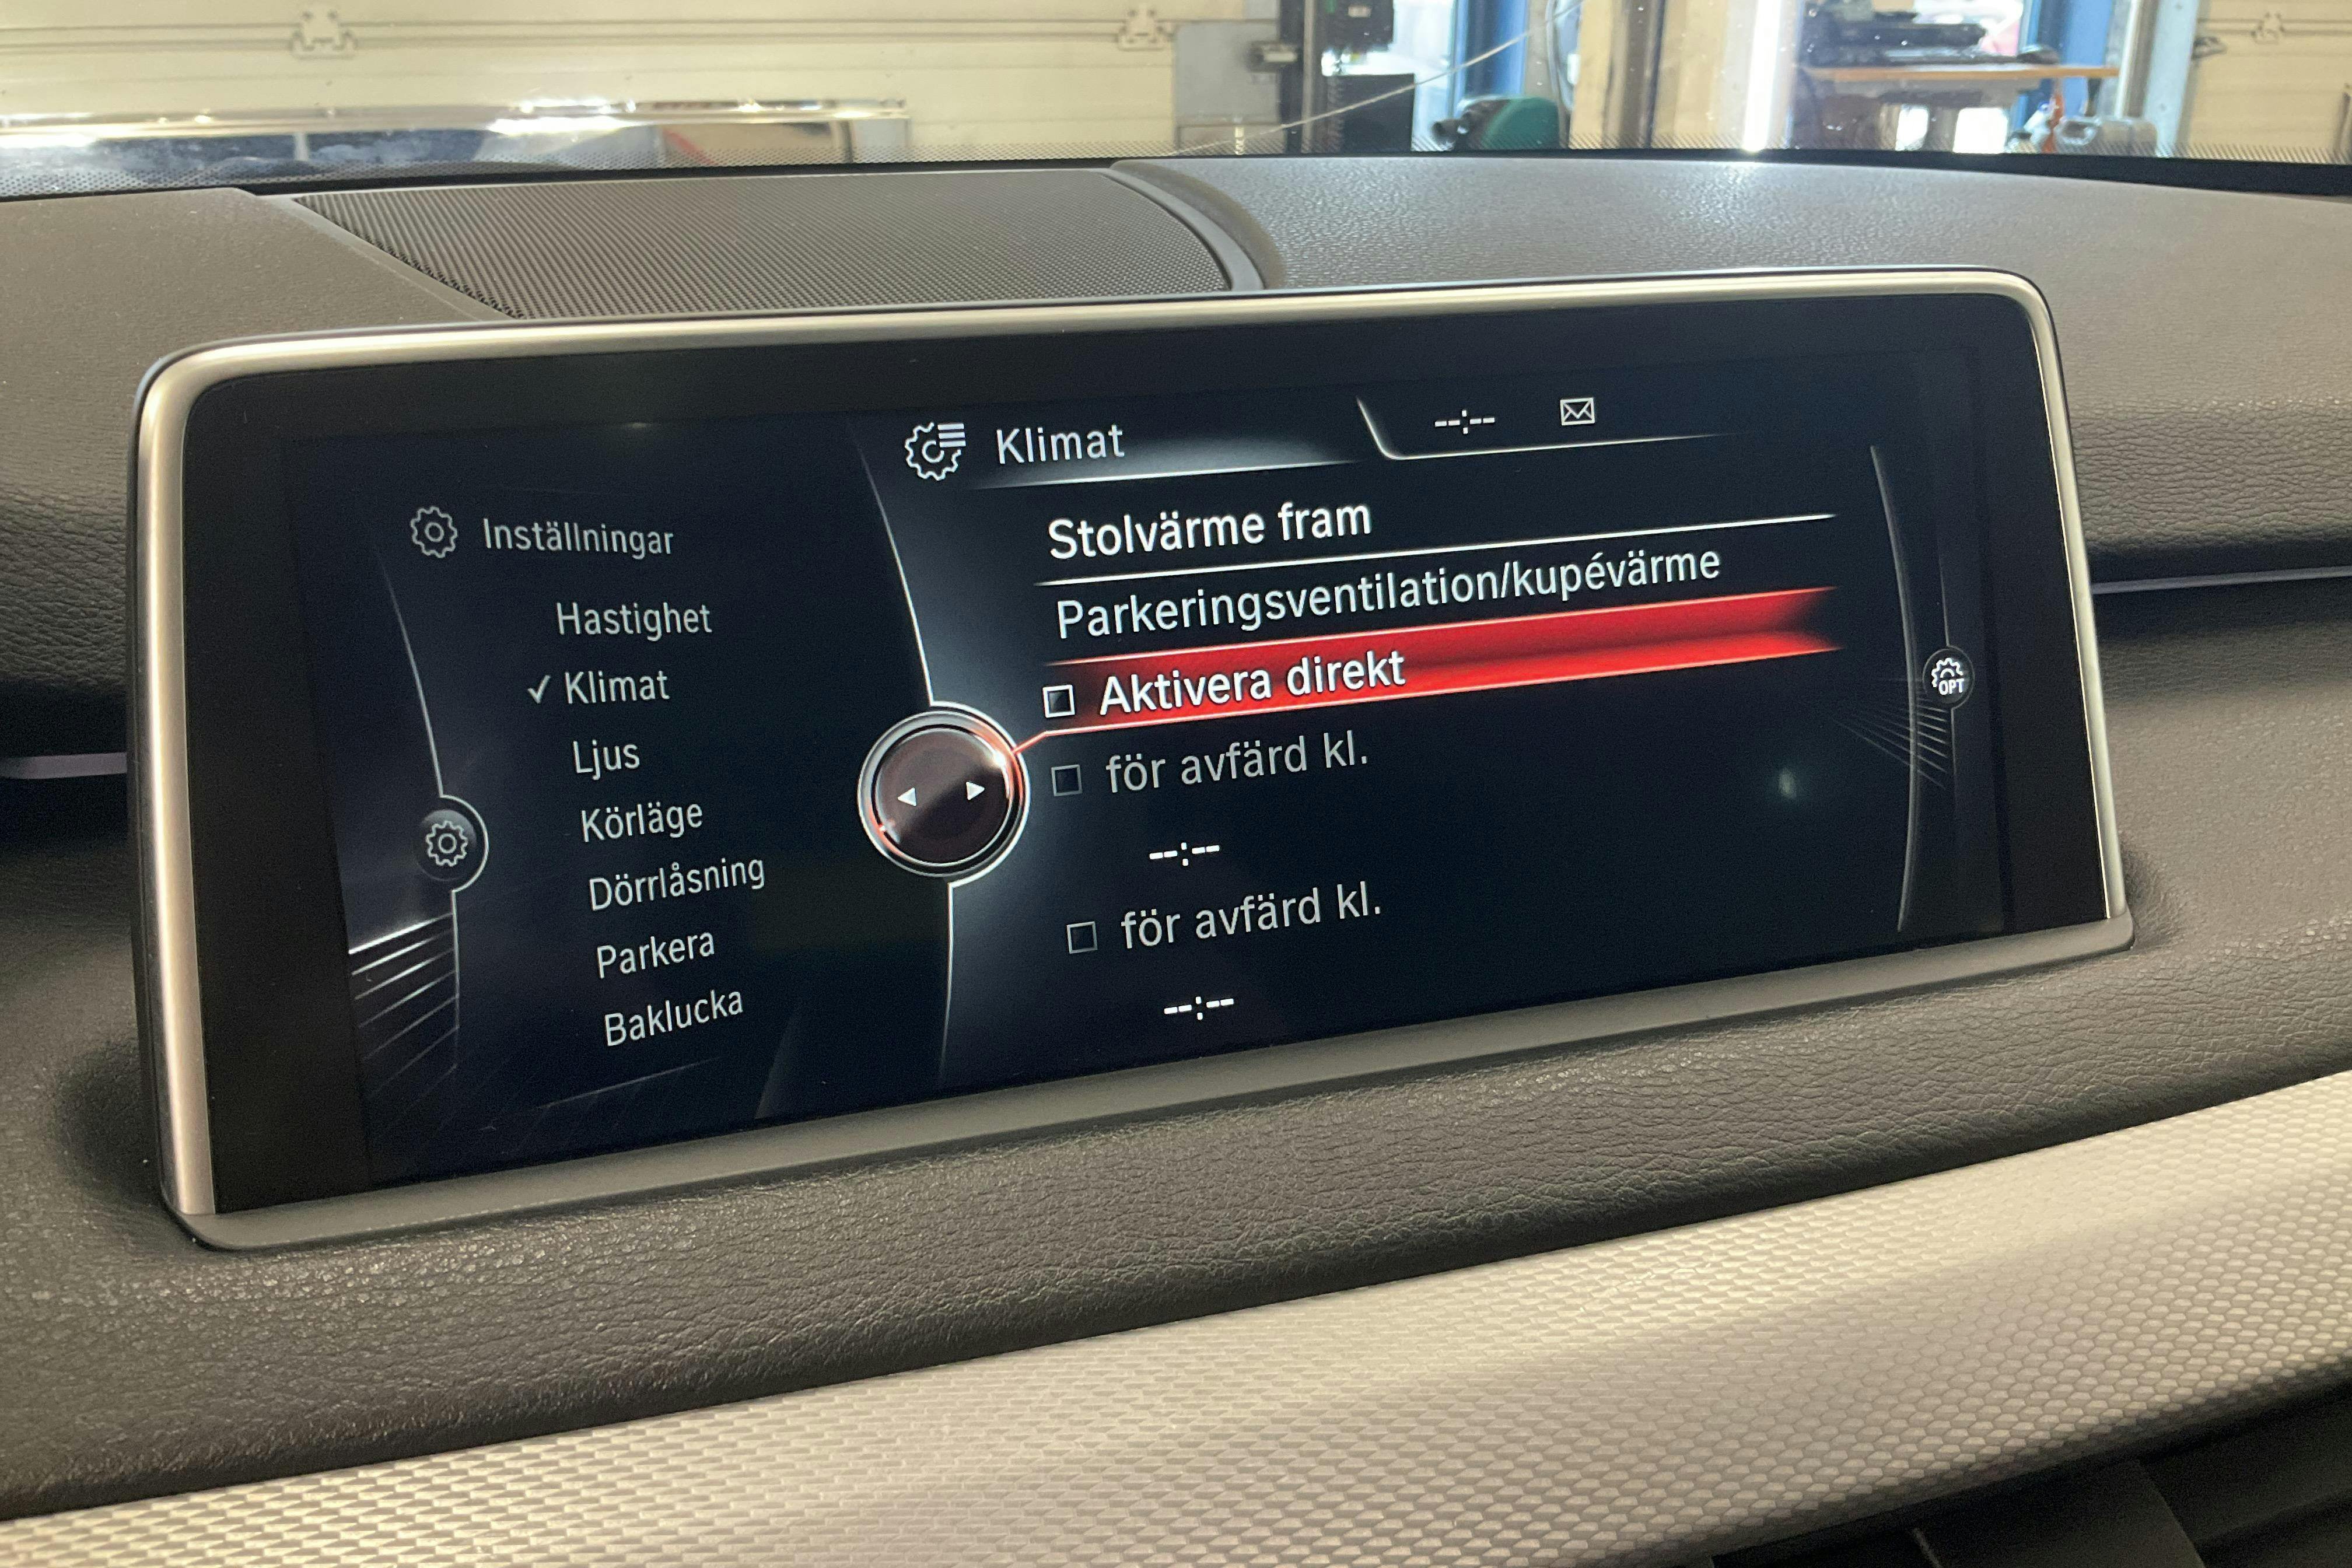 Klimat
--:--
Inställningar
Hastighet
Klimat
Ljus
Körläge
Dörrlåsning
Parkera
Baklucka
Stolvärme fram
Parkeringsventilation/kupévärme
Aktivera direkt
för avfärd kl.
--:--
för avfärd kl.
--:--
OPT